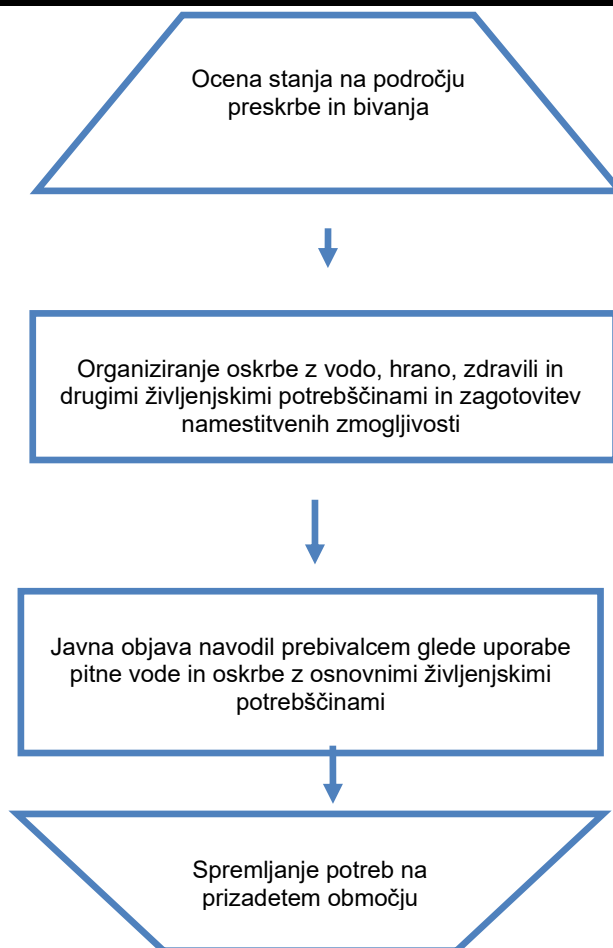 Ocena stanja na področju
preskrbe in bivanja
Organiziranje oskrbe z vodo, hrano, zdravili in
drugimi življenjskimi potrebščinami in zagotovitev
namestitvenih zmogljivosti
Javna objava navodil prebivalcem glede uporabe
pitne vode in oskrbe z osnovnimi življenjskimi
potrebščinami
Spremljanje potreb na
prizadetem območju